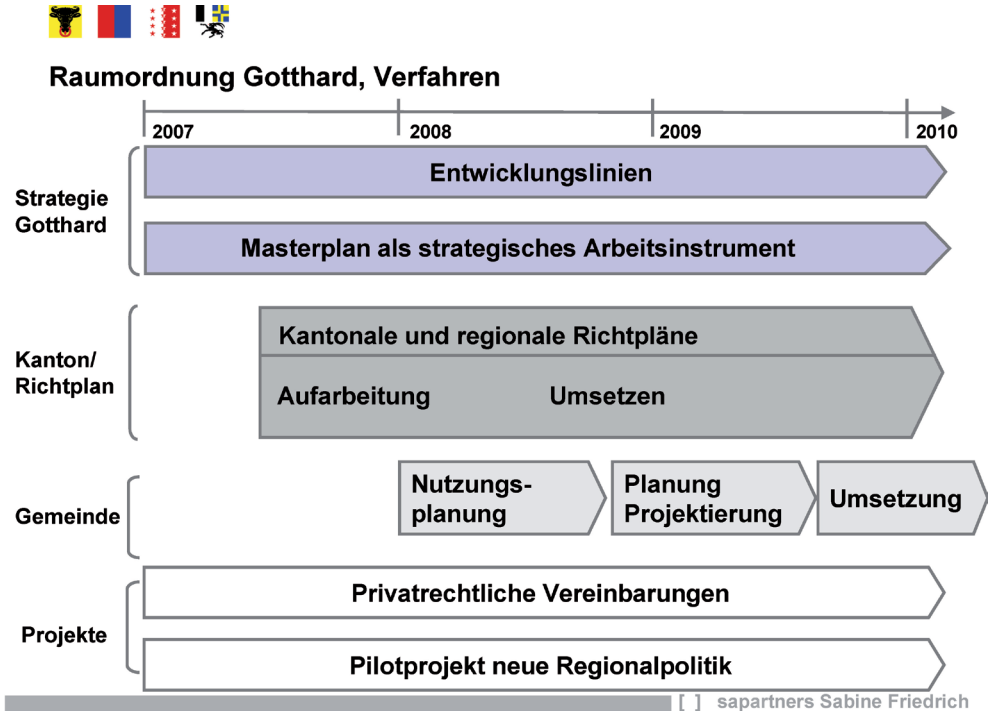 Raumordnung Gotthard, Verfahren
2007 2008 2009 2010
Strategie
Gotthard
Entwicklungslinien
Masterplan als strategisches Arbeitsinstrument
Kanton/
Richtplan
Kantonale und regionale Richtpläne
Aufarbeitung Umsetzen
Gemeinde
Nutzungs-
planung
Planung
Projektierung
Umsetzung
Projekte
Privatrechtliche Vereinbarungen
Pilotprojekt neue Regionalpolitik
[ ] sapartners Sabine Friedrich